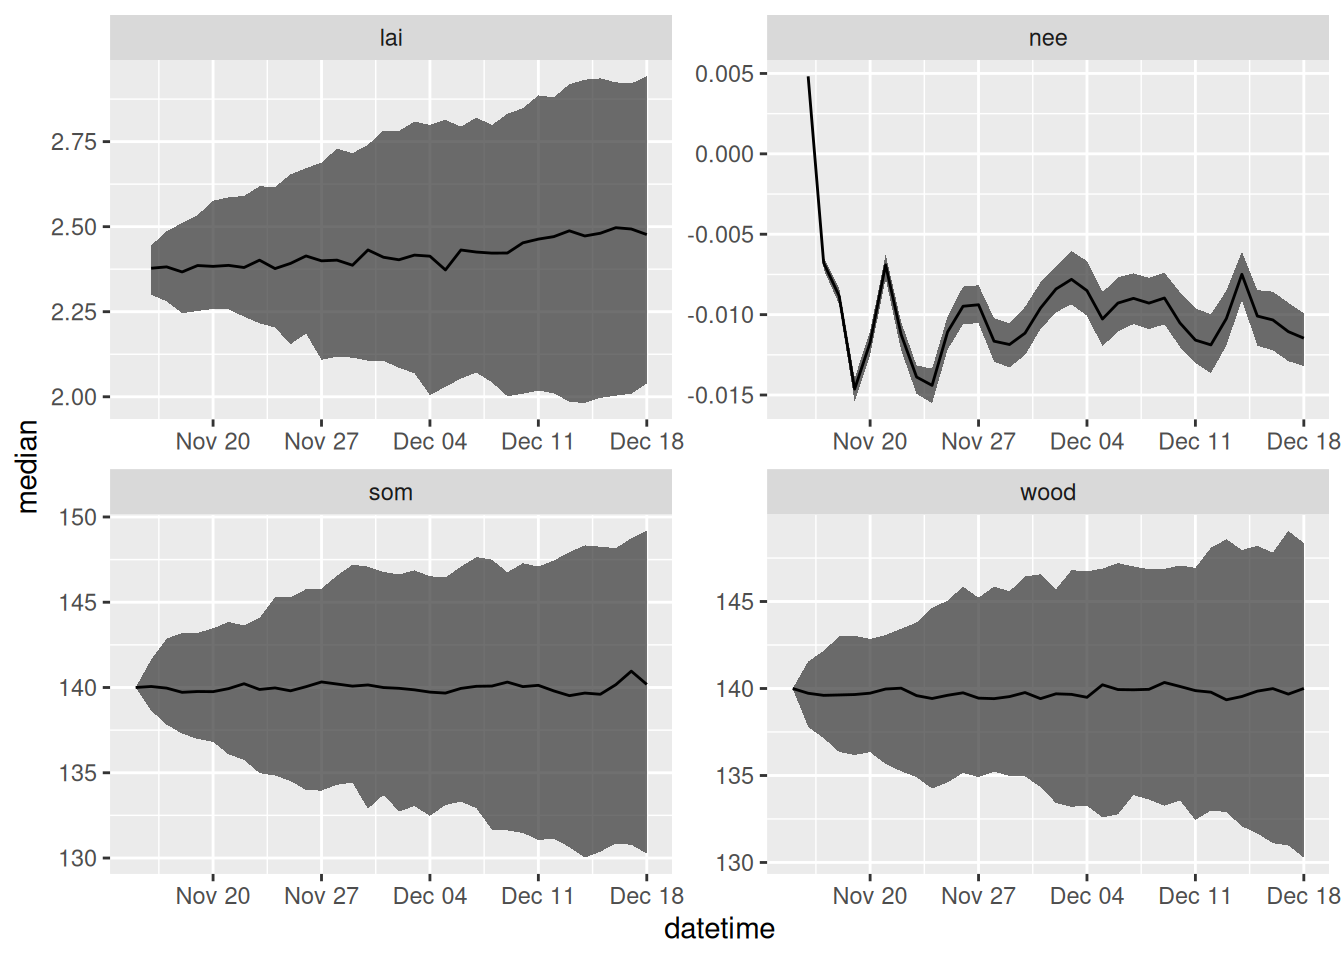 lai
nee
2.75
2.50
2.25
2.00
0.005
0.000
-0.005
-0.010
-0.015
Nov 20 Nov 27 Dec 04 Dec 11 Dec 18
Nov 20 Nov 27 Dec 04 Dec 11 Dec 18
median
som
wood
150
145
140
135
130
145
140
135
130
Nov 20 Nov 27 Dec 04 Dec 11 Dec 18
Nov 20 Nov 27 Dec 04 Dec 11 Dec 18
datetime